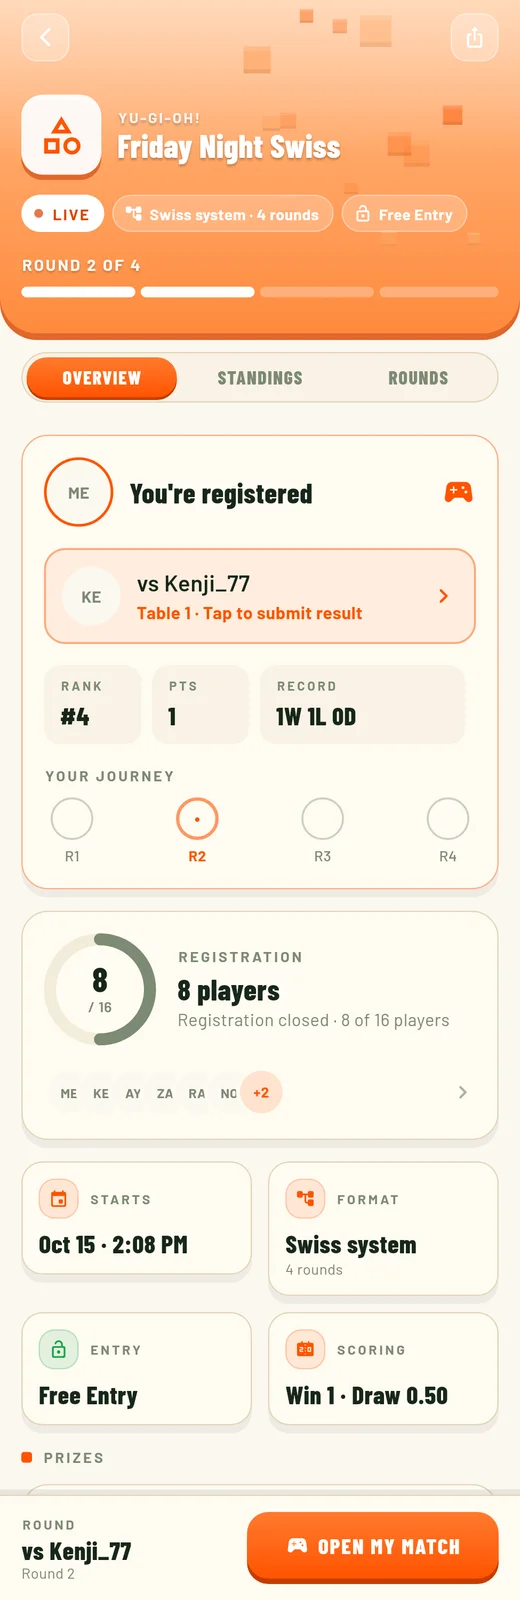 YU-GI-OH!
Friday Night Swiss
LIVE
Swiss system · 4 rounds
Free Entry
ROUND 2 OF 4
OVERVIEW
STANDINGS
ROUNDS
ME
You're registered
KE
vs Kenji_77
Table 1 · Tap to submit result
RANK
#4
PTS
1
RECORD
1W 1L 0D
YOUR JOURNEY
R1
R2
R3
R4
8
/ 16
REGISTRATION
8 players
Registration closed · 8 of 16 players
ME KE AY ZA RA NO +2
STARTS
Oct 15 · 2:08 PM
FORMAT
Swiss system
4 rounds
ENTRY
Free Entry
2:0
SCORING
Win 1 · Draw 0.50
PRIZES
ROUND
vs Kenji_77
Round 2
OPEN MY MATCH